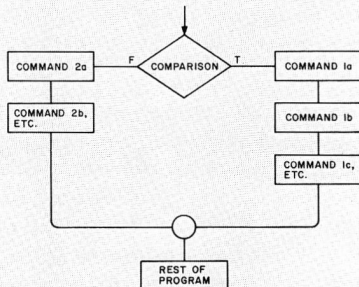 COMMAND 2a
F
COMPARISON
T
COMMAND 1a
COMMAND 2b,
ETC.
COMMAND 1b
COMMAND 1c,
ETC.
REST OF
PROGRAM